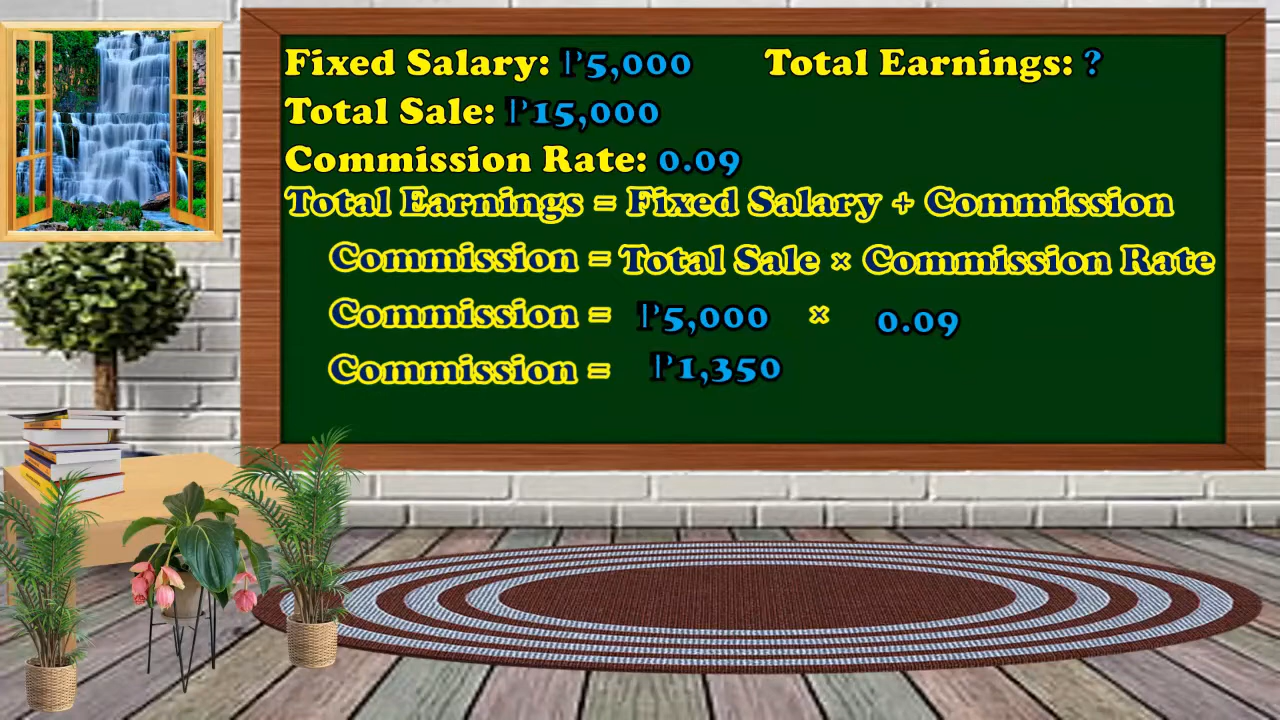 Fixed Salary: ₱5,000 Total Earnings: ?
Total Sale: ₱15,000
Commission Rate: 0.09
Total Earnings = Fixed Salary + Commission
Commission = Total Sale × Commission Rate
Commission = ₱5,000 × 0.09
Commission = ₱1,350